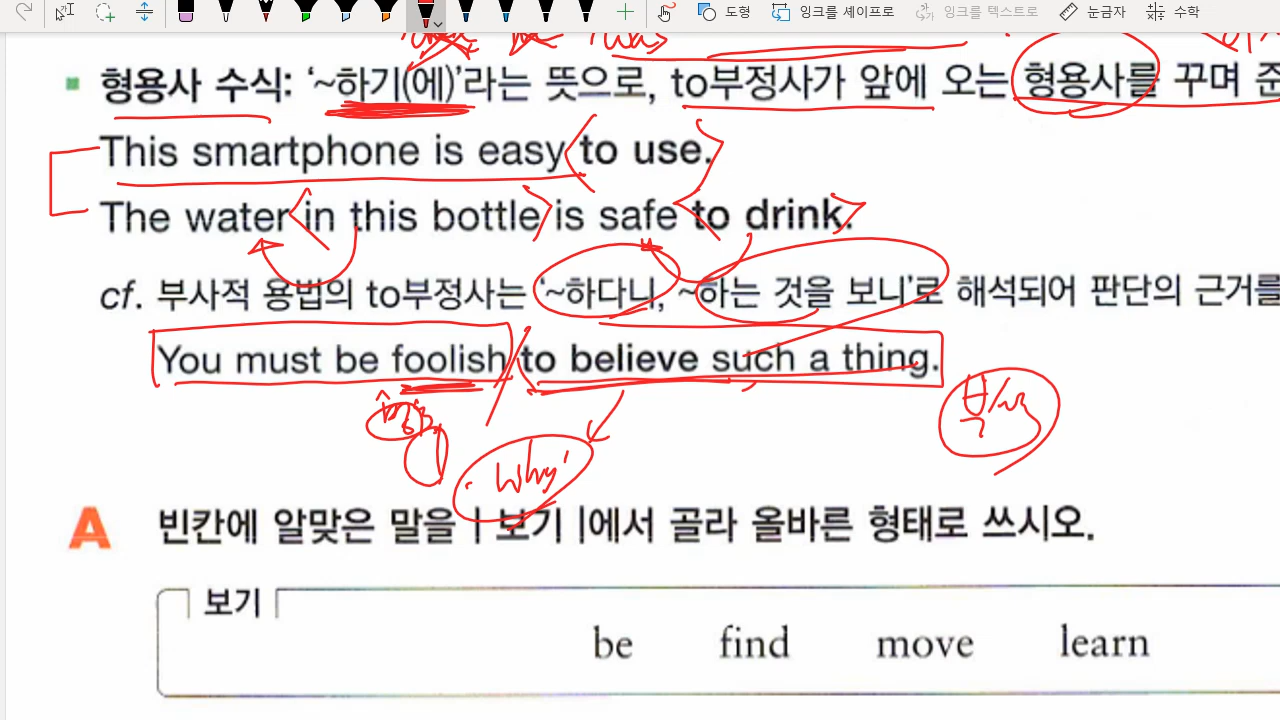 도형 잉크를 셰이프로 잉크를 텍스트로 눈금자 수학
was
형용사 수식: '~하기(에)'라는 뜻으로, to부정사가 앞에 오는 형용사를 꾸며 준
This smartphone is easy to use.
The water in this bottle is safe to drink.
cf. 부사적 용법의 to부정사는 '~하다니, ~하는 것을 보니'로 해석되어 판단의 근거를
You must be foolish to believe such a thing.
why
A 빈칸에 알맞은 말을 | 보기 |에서 골라 올바른 형태로 쓰시오.
보기
be find move learn